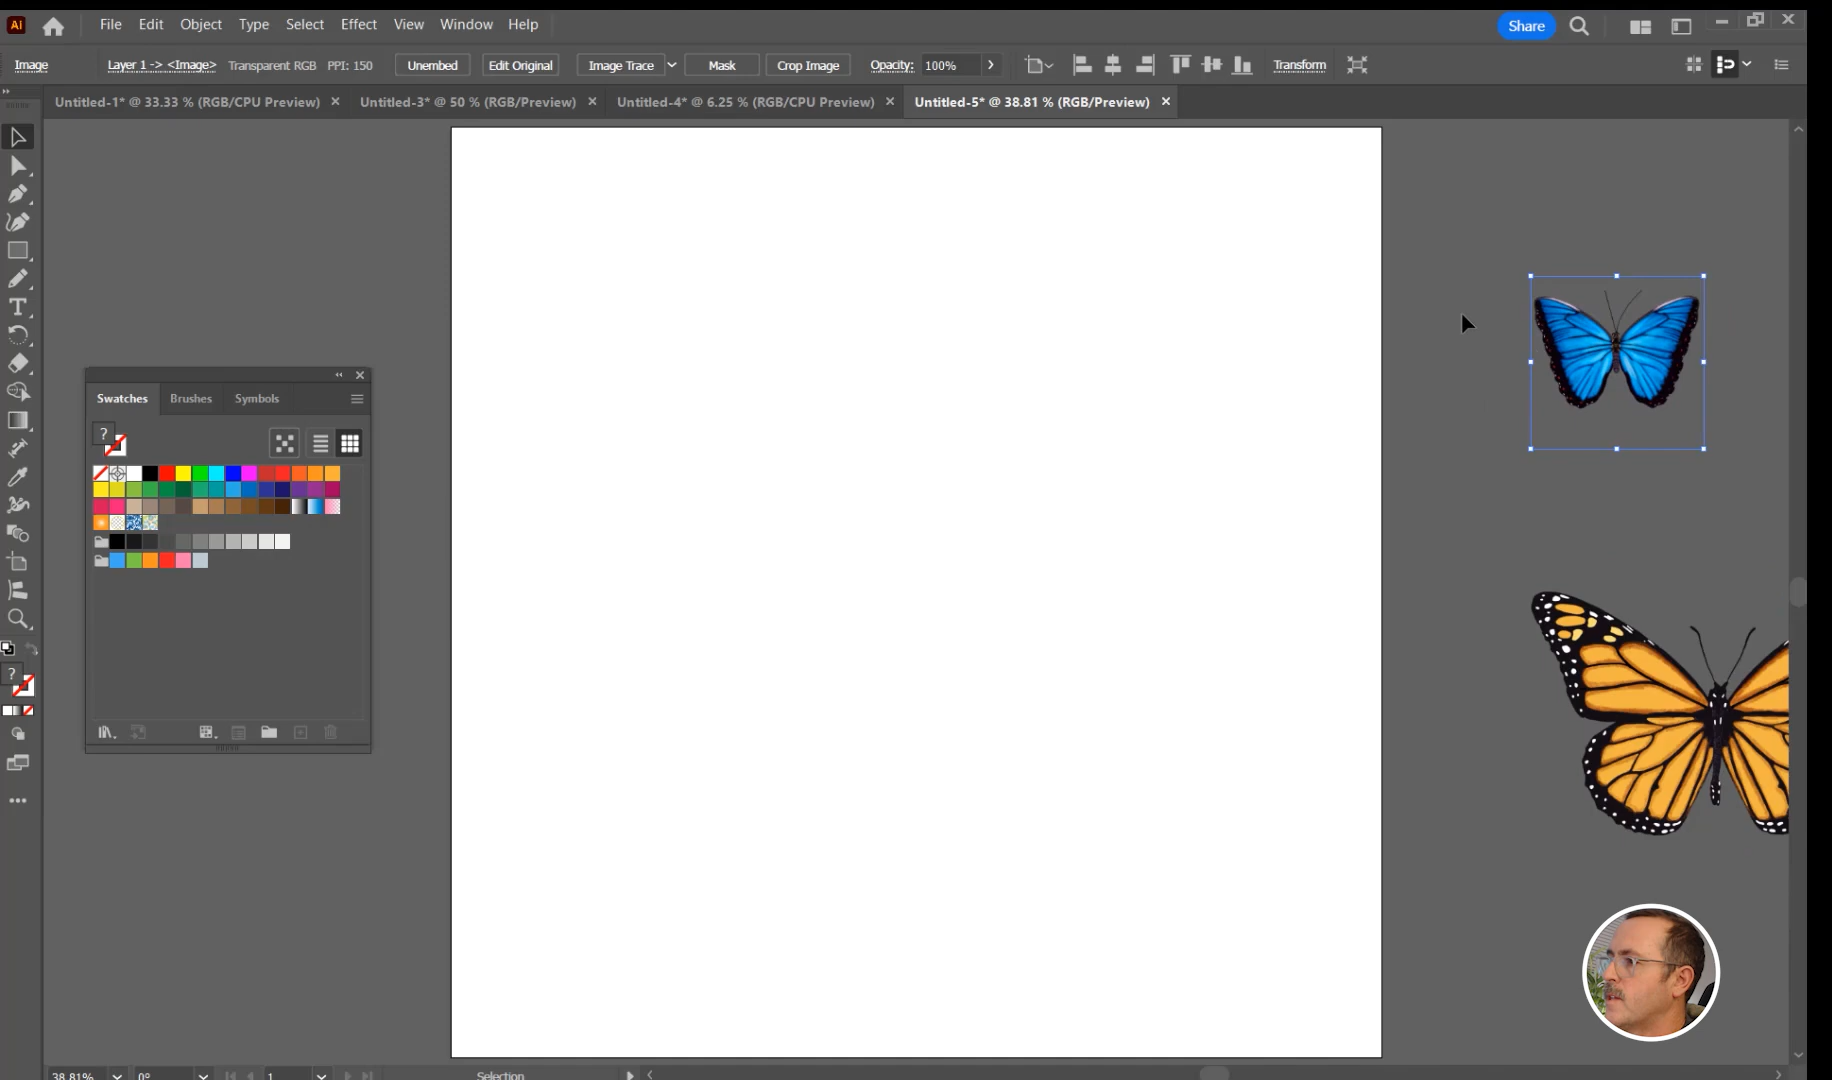 Ai File Edit Object Type Select Effect View Window Help Share
Image Layer 1 -> <Image> Transparent RGB PPI: 150 Unembed Edit Original Image Trace Mask Crop Image Opacity: 100% Transform
Untitled-1* @ 33.33 % (RGB/CPU Preview) Untitled-3* @ 50 % (RGB/Preview) Untitled-4* @ 6.25 % (RGB/CPU Preview) Untitled-5* @ 38.81 % (RGB/Preview)
Swatches Brushes Symbols
?
?
38.81% 0° 1 Selection